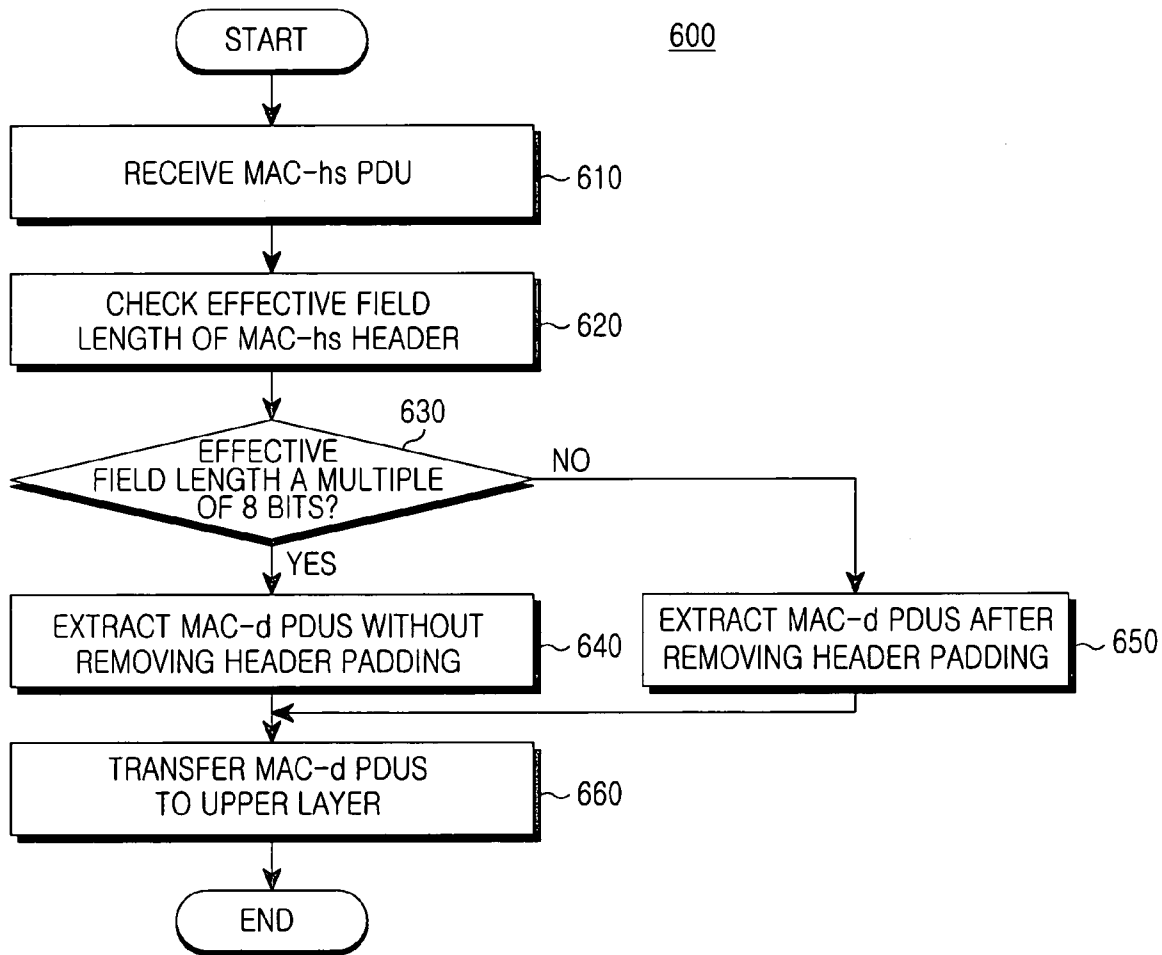 START
600
RECEIVE MAC-hs PDU
610
CHECK EFFECTIVE FIELD
LENGTH OF MAC-hs HEADER
620
630
EFFECTIVE
FIELD LENGTH A MULTIPLE
OF 8 BITS?
NO
YES
EXTRACT MAC-d PDUS WITHOUT
REMOVING HEADER PADDING
640
EXTRACT MAC-d PDUS AFTER
REMOVING HEADER PADDING
650
TRANSFER MAC-d PDUS
TO UPPER LAYER
660
END